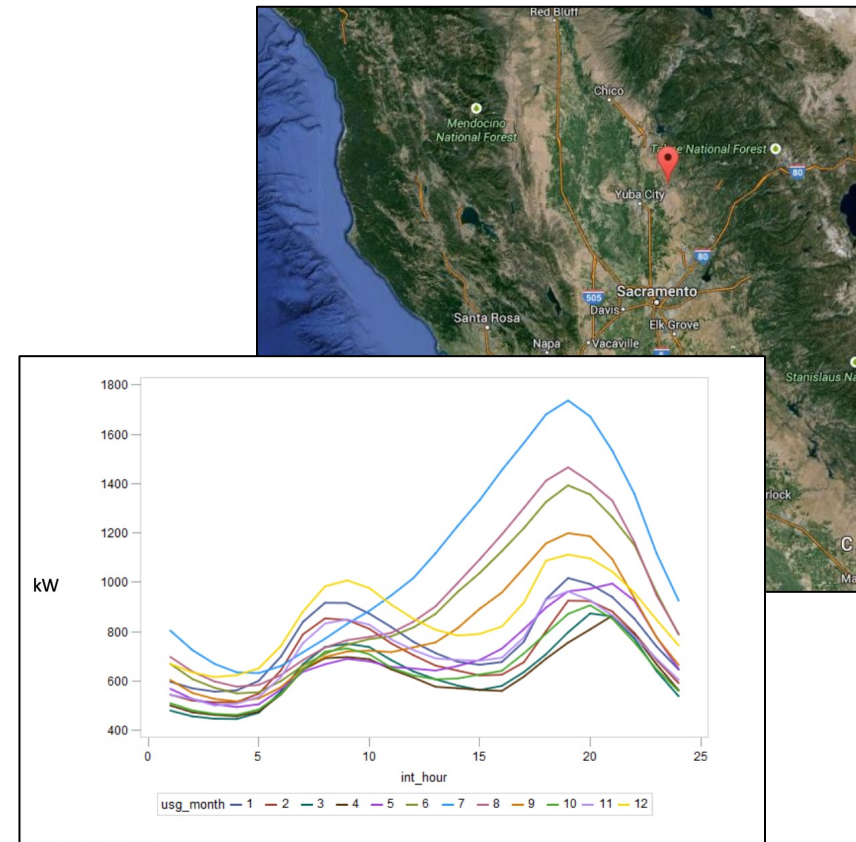 Red Bluff
Chico
Mendocino
National Forest
National Forest
80
Yuba City
80
505
Sacramento
Davis
Elk Grove
Santa Rosa
5
Napa
Vacaville
Stanislaus Na
rlock
C
Ma
1800
1600
1400
1200
1000
800
600
400
kW
0 5 10 15 20 25
int_hour
usg_month 1 2 3 4 5 6 7 8 9 10 11 12